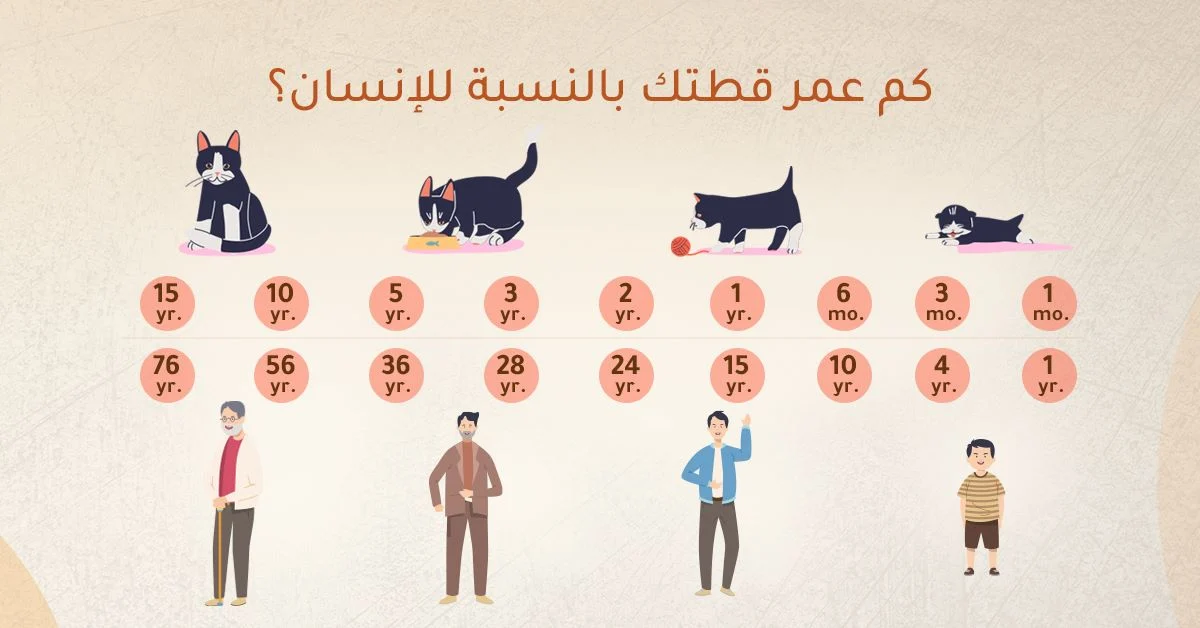 كم عمر قطتك بالنسبة للإنسان؟
1 mo. 3 mo. 6 mo. 1 yr. 2 yr. 3 yr. 5 yr. 10 yr. 15 yr.
1 yr. 4 yr. 10 yr. 15 yr. 24 yr. 28 yr. 36 yr. 56 yr. 76 yr.